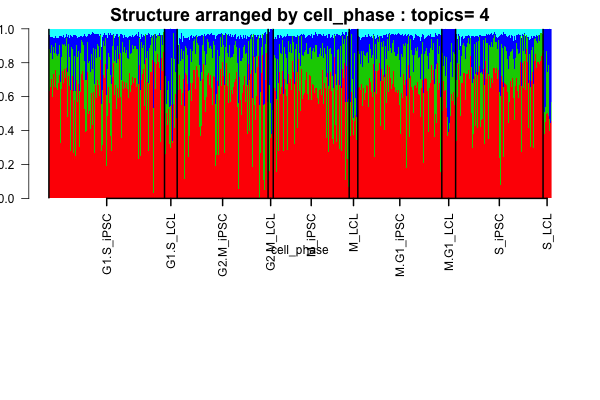 Structure arranged by cell_phase : topics= 4
1.0
0.8
0.6
0.4
0.2
0.0
G1.S_iPSC
G1.S_LCL
G2.M_iPSC
G2.M_LCL
M_iPSC
M_LCL
M.G1_iPSC
M.G1_LCL
S_iPSC
S_LCL
cell_phase